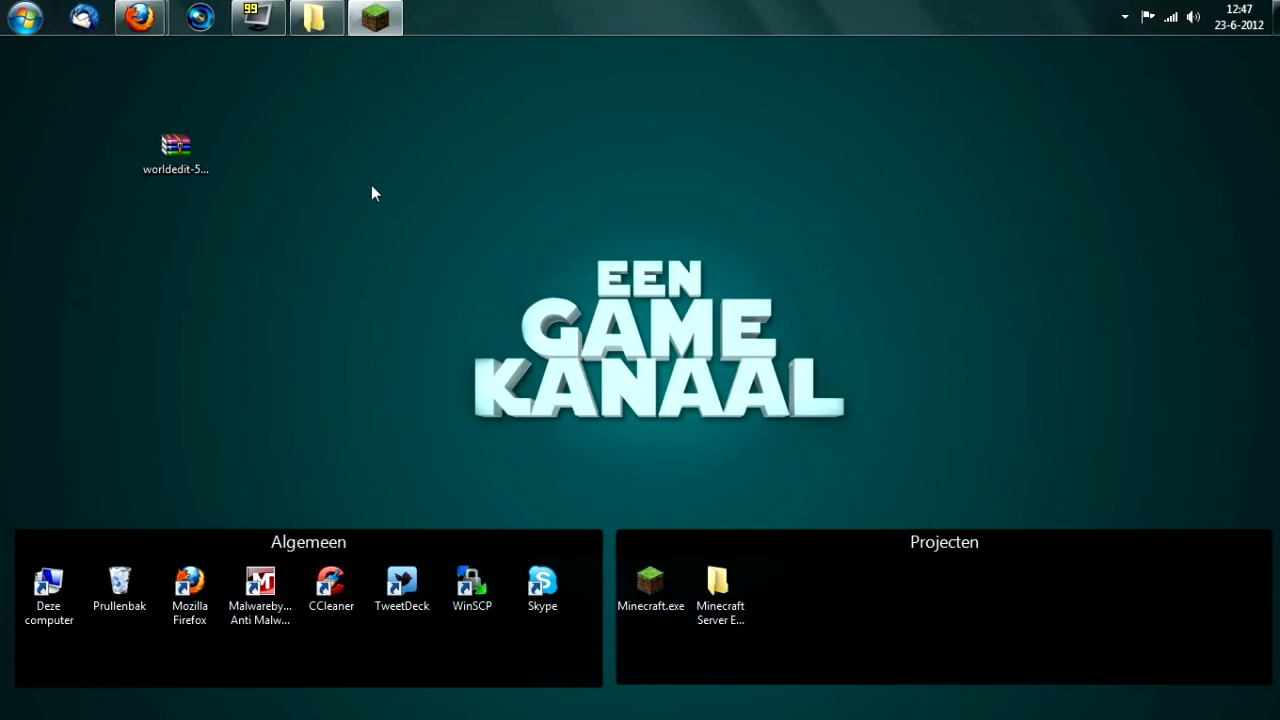 99
12:47
23-6-2012
worldedit-5...
EEN
GAME
KANAAL
Algemeen
Deze
computer
Prullenbak
Mozilla
Firefox
Malwareby...
Anti Malw...
CCleaner
TweetDeck
WinSCP
Skype
Projecten
Minecraft.exe
Minecraft
Server E...